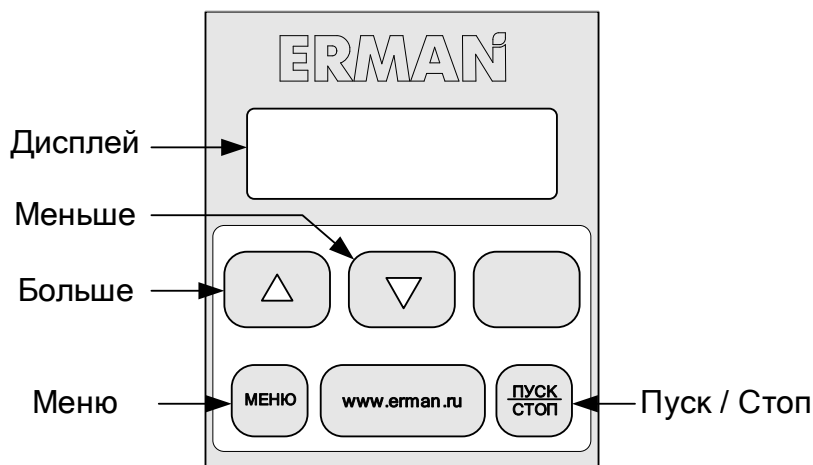 ERMAN
Дисплей
Меньше
Больше
Меню
МЕНЮ
www.erman.ru
ПУСК
СТОП
Пуск / Стоп